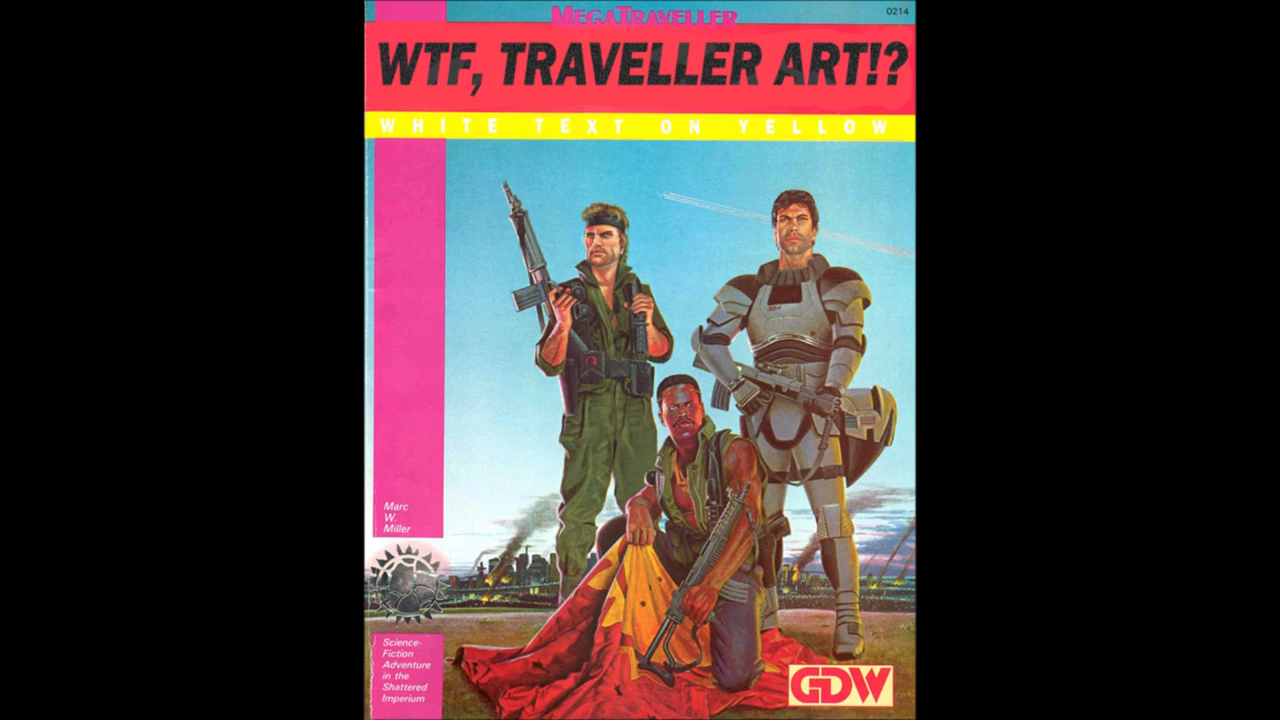 MEGATRAVELLER
0214
WTF, TRAVELLER ART!?
WHITE TEXT ON YELLOW
Marc
W.
Miller
Science-
Fiction
Adventure
in the
Shattered
Imperium
GDW